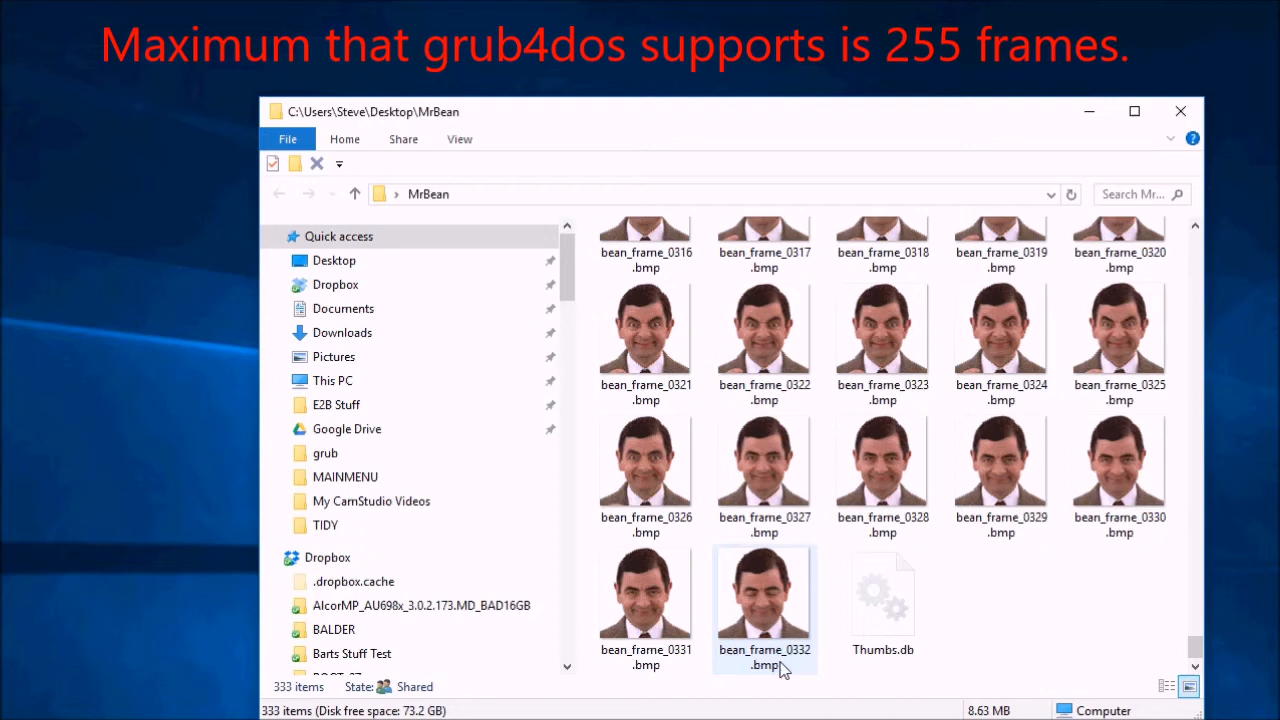 Maximum that grub4dos supports is 255 frames.
C:\Users\Steve\Desktop\MrBean
File Home Share View
MrBean
Search Mr...
Quick access
Desktop
Dropbox
Documents
Downloads
Pictures
This PC
E2B Stuff
Google Drive
grub
MAINMENU
My CamStudio Videos
TIDY
Dropbox
.dropbox.cache
AlcorMP_AU698x_3.0.2.173.MD_BAD16GB
BALDER
Barts Stuff Test
bean_frame_0316 bean_frame_0317 bean_frame_0318 bean_frame_0319 bean_frame_0320
.bmp .bmp .bmp .bmp .bmp
bean_frame_0321 bean_frame_0322 bean_frame_0323 bean_frame_0324 bean_frame_0325
.bmp .bmp .bmp .bmp .bmp
bean_frame_0326 bean_frame_0327 bean_frame_0328 bean_frame_0329 bean_frame_0330
.bmp .bmp .bmp .bmp .bmp
bean_frame_0331 bean_frame_0332 Thumbs.db
.bmp .bmp
333 items State: Shared
333 items (Disk free space: 73.2 GB) 8.63 MB Computer